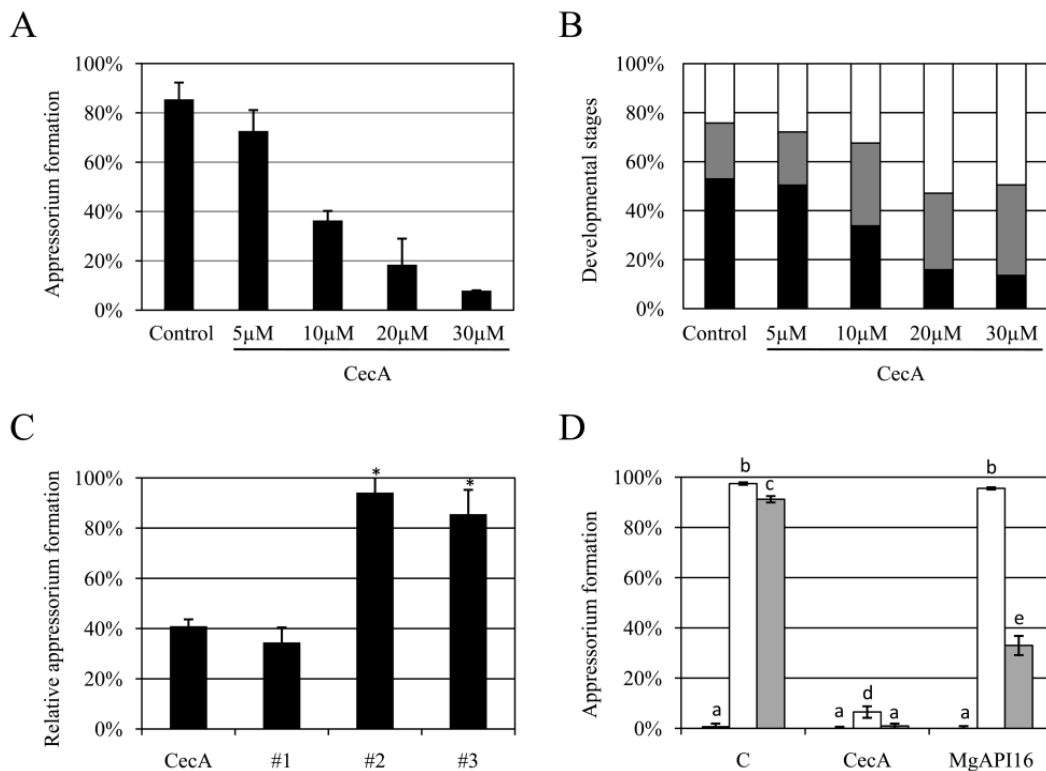 A
Appressorium formation
100%
80%
60%
40%
20%
0%
Control 5µM 10µM 20µM 30µM
CecA
B
Developmental stages
100%
80%
60%
40%
20%
0%
Control 5µM 10µM 20µM 30µM
CecA
C
Relative appressorium formation
100%
80%
60%
40%
20%
0%
* *
CecA #1 #2 #3
D
Appressorium formation
100%
80%
60%
40%
20%
0%
a b c a d a a b e
C CecA MgAPI16